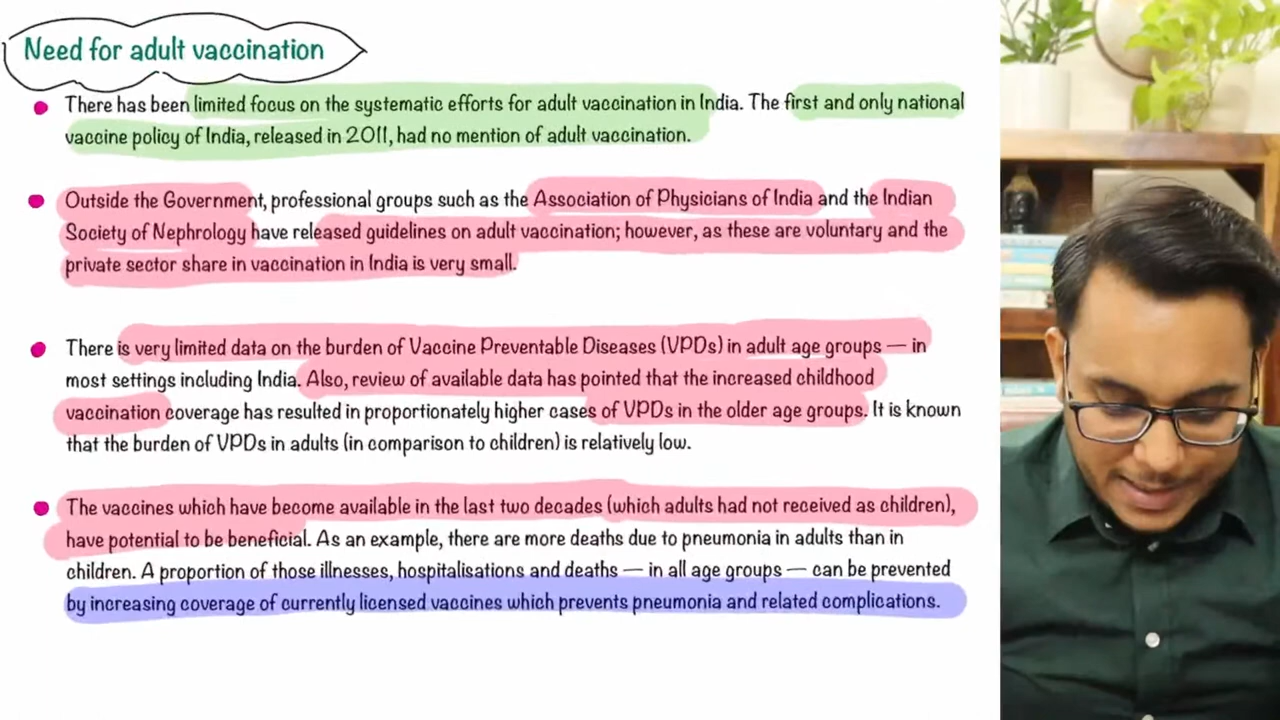 Need for adult vaccination
There has been limited focus on the systematic efforts for adult vaccination in India. The first and only national
vaccine policy of India, released in 2011, had no mention of adult vaccination.
Outside the Government, professional groups such as the Association of Physicians of India and the Indian
Society of Nephrology have released guidelines on adult vaccination; however, as these are voluntary and the
private sector share in vaccination in India is very small.
There is very limited data on the burden of Vaccine Preventable Diseases (VPDs) in adult age groups — in
most settings including India. Also, review of available data has pointed that the increased childhood
vaccination coverage has resulted in proportionately higher cases of VPDs in the older age groups. It is known
that the burden of VPDs in adults (in comparison to children) is relatively low.
The vaccines which have become available in the last two decades (which adults had not received as children),
have potential to be beneficial. As an example, there are more deaths due to pneumonia in adults than in
children. A proportion of those illnesses, hospitalisations and deaths — in all age groups — can be prevented
by increasing coverage of currently licensed vaccines which prevents pneumonia and related complications.